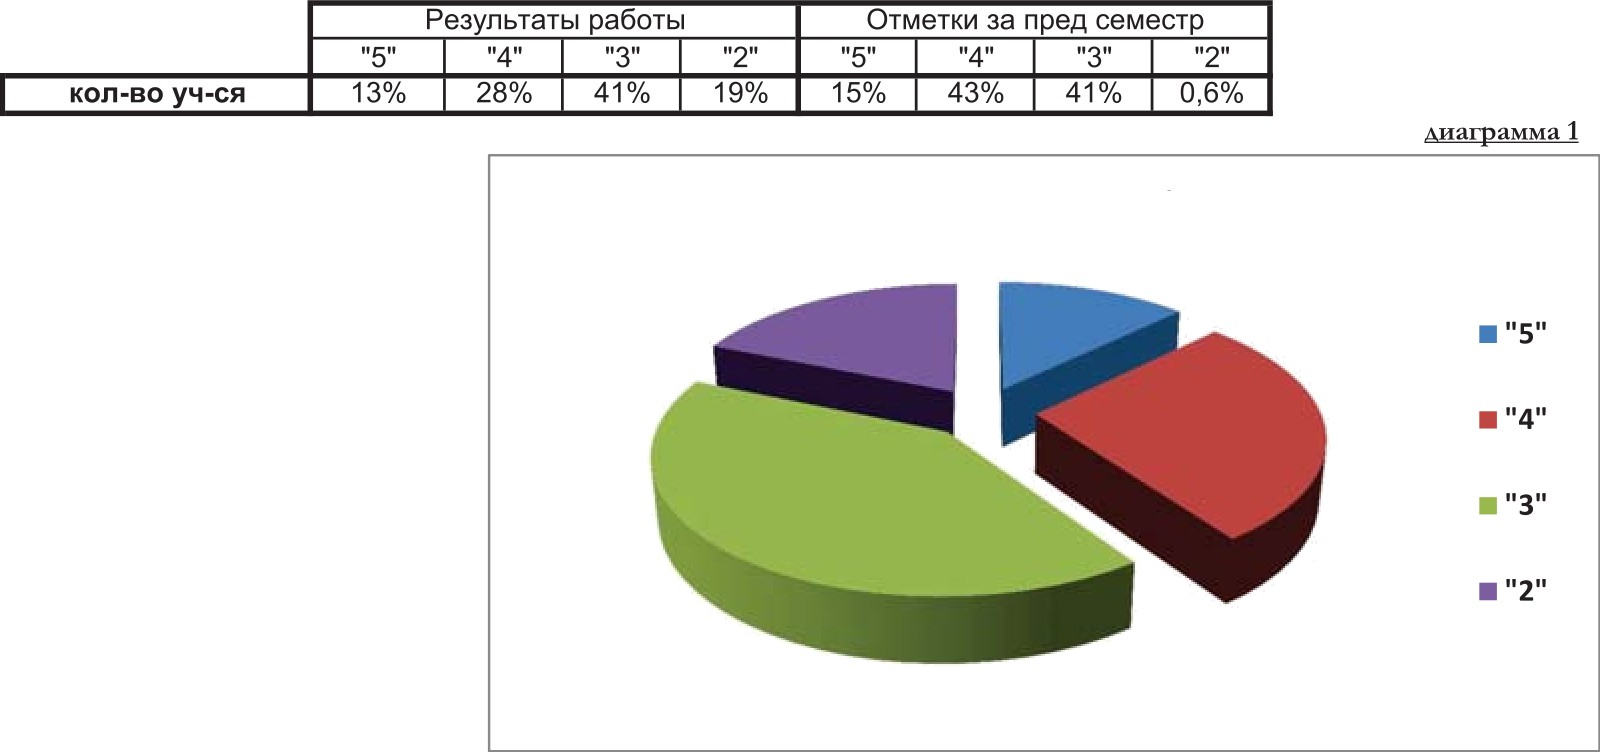 Результаты работы Отметки за пред семестр
"5" "4" "3" "2" "5" "4" "3" "2"
кол-во уч-ся 13% 28% 41% 19% 15% 43% 41% 0,6%
диаграмма 1
"5"
"4"
"3"
"2"